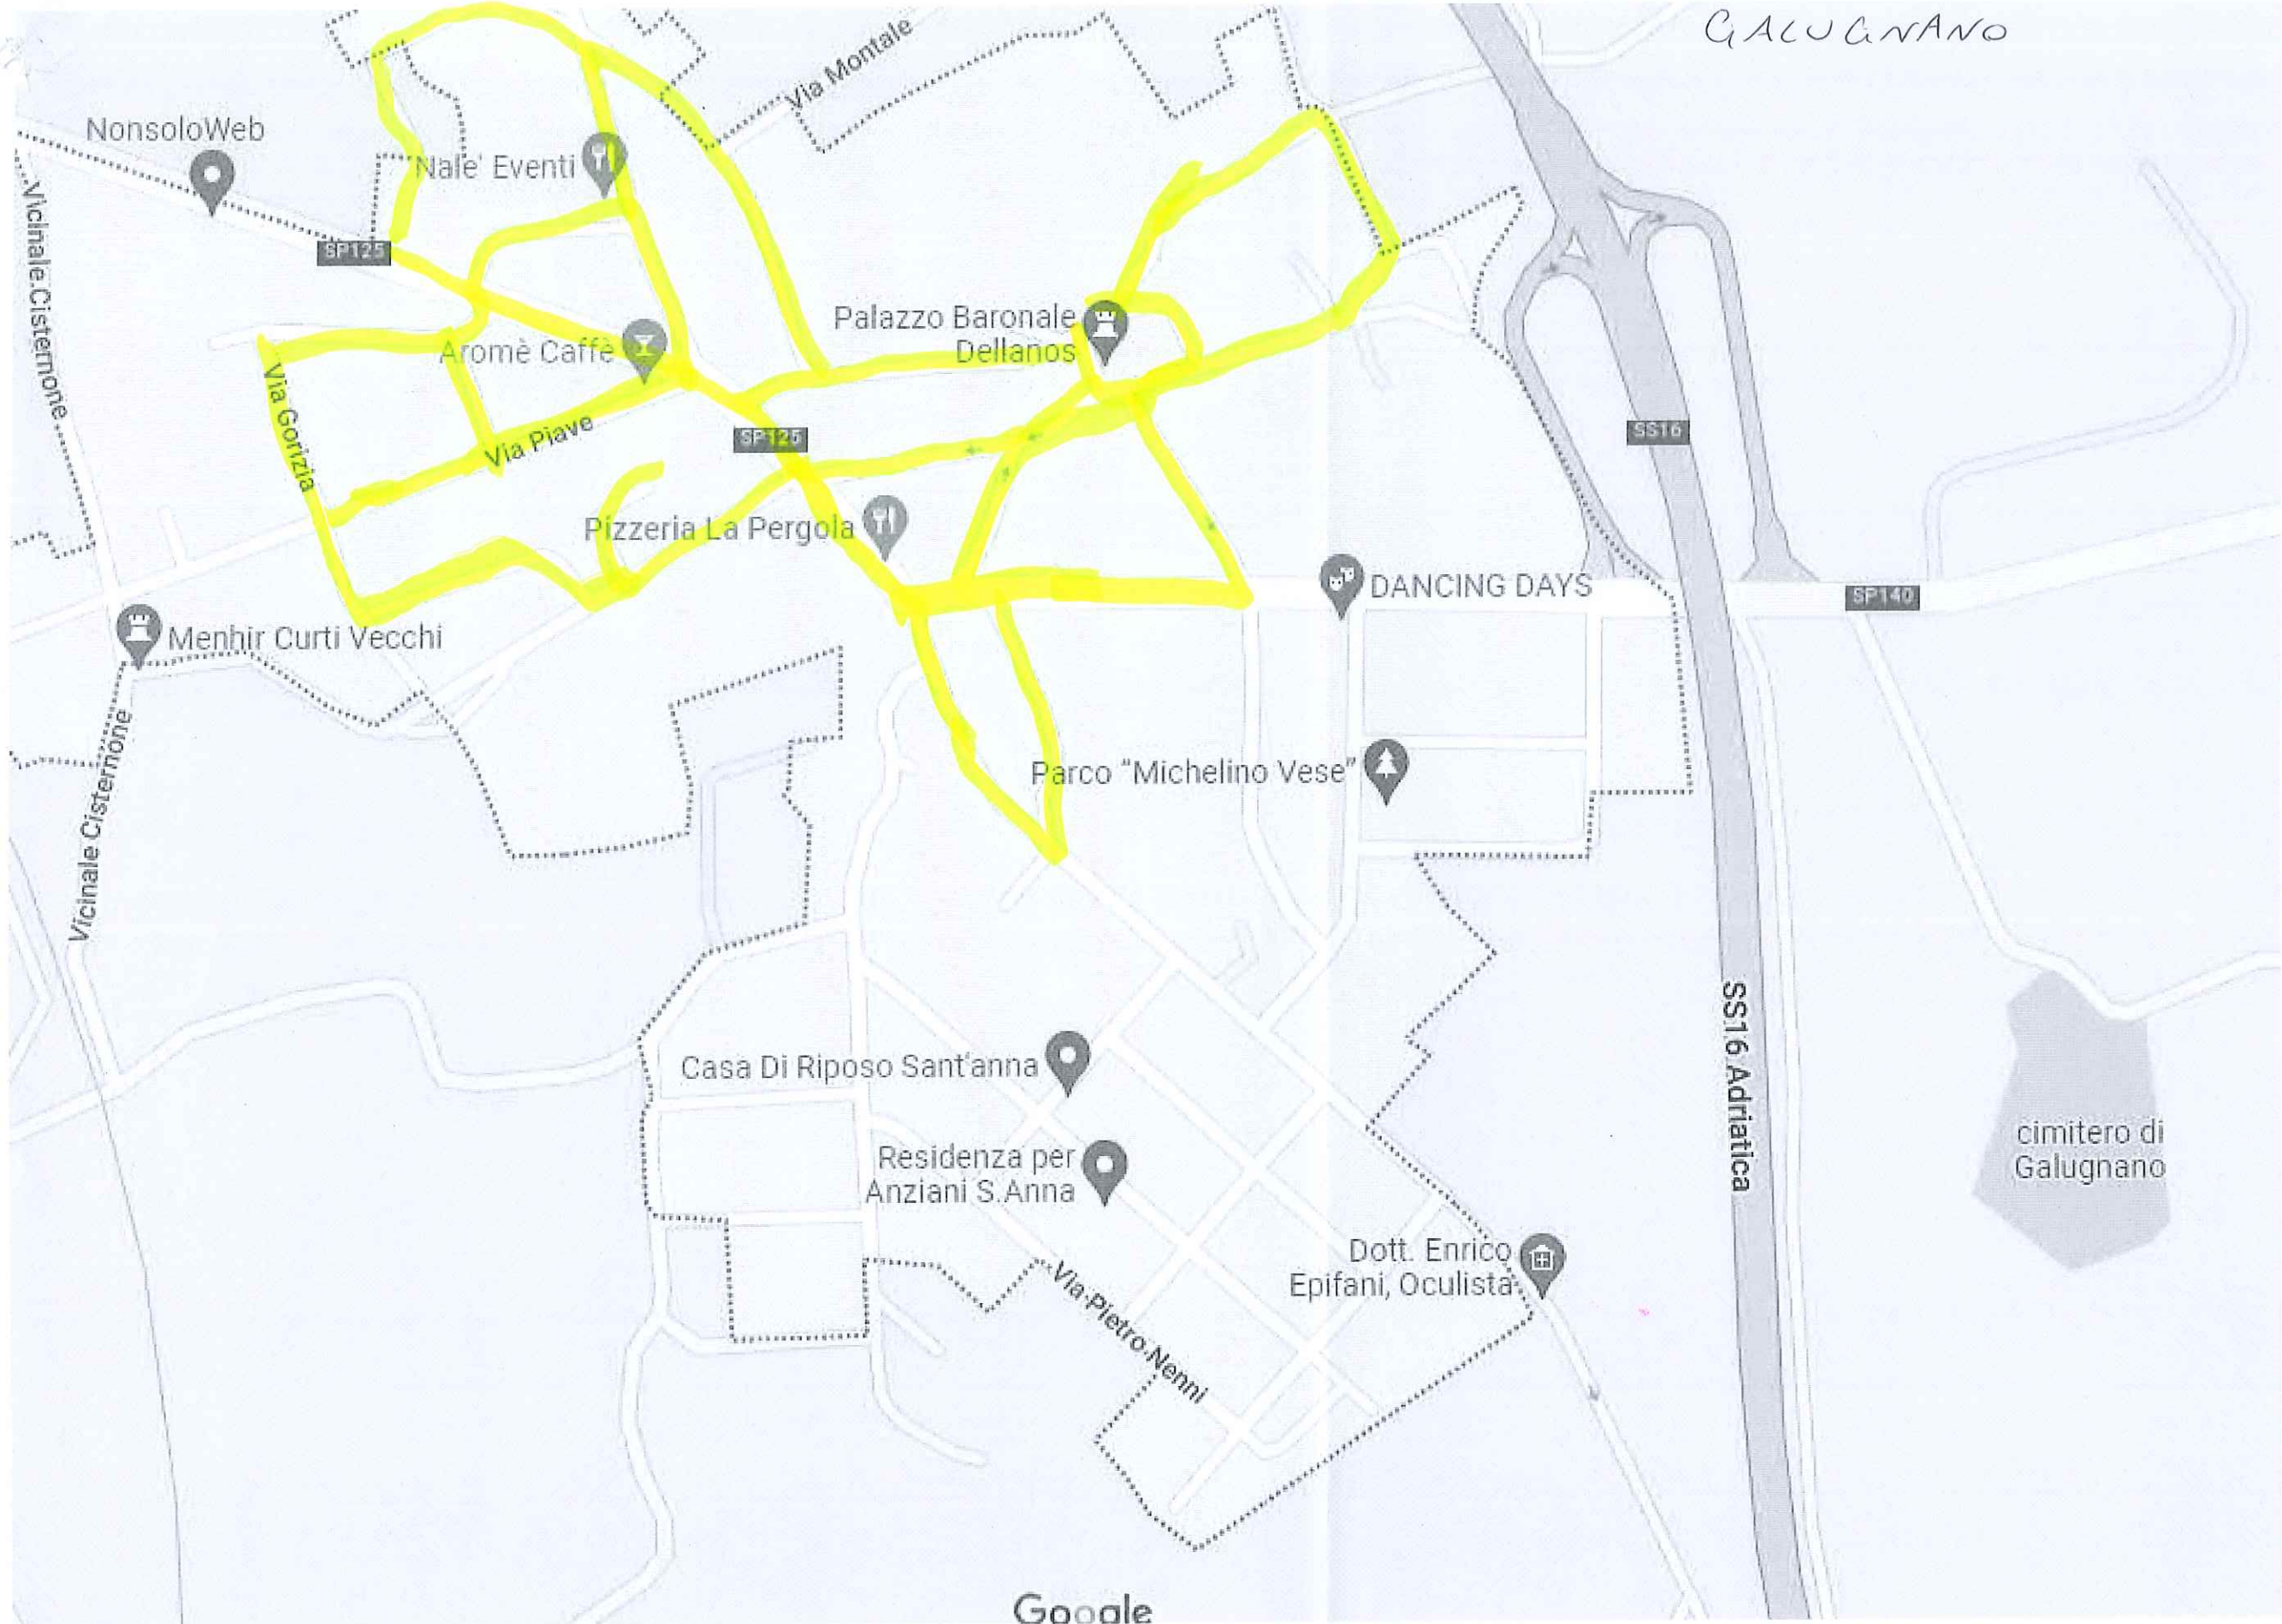 GALUGNANO
Via Montale
NonsoloWeb
Nale' Eventi
SP125
Vicinale Cisternone
Palazzo Baronale
Dellanos
Aromè Caffè
Via Gorizia
Via Piave
SP125
SS16
Pizzeria La Pergola
DANCING DAYS
SP140
Menhir Curti Vecchi
Vicinale Cisternone
Parco "Michelino Vese"
SS16 Adriatica
Casa Di Riposo Sant'anna
cimitero di
Galugnano
Residenza per
Anziani S.Anna
Dott. Enrico
Epifani, Oculista
Via Pietro Nenni
Google